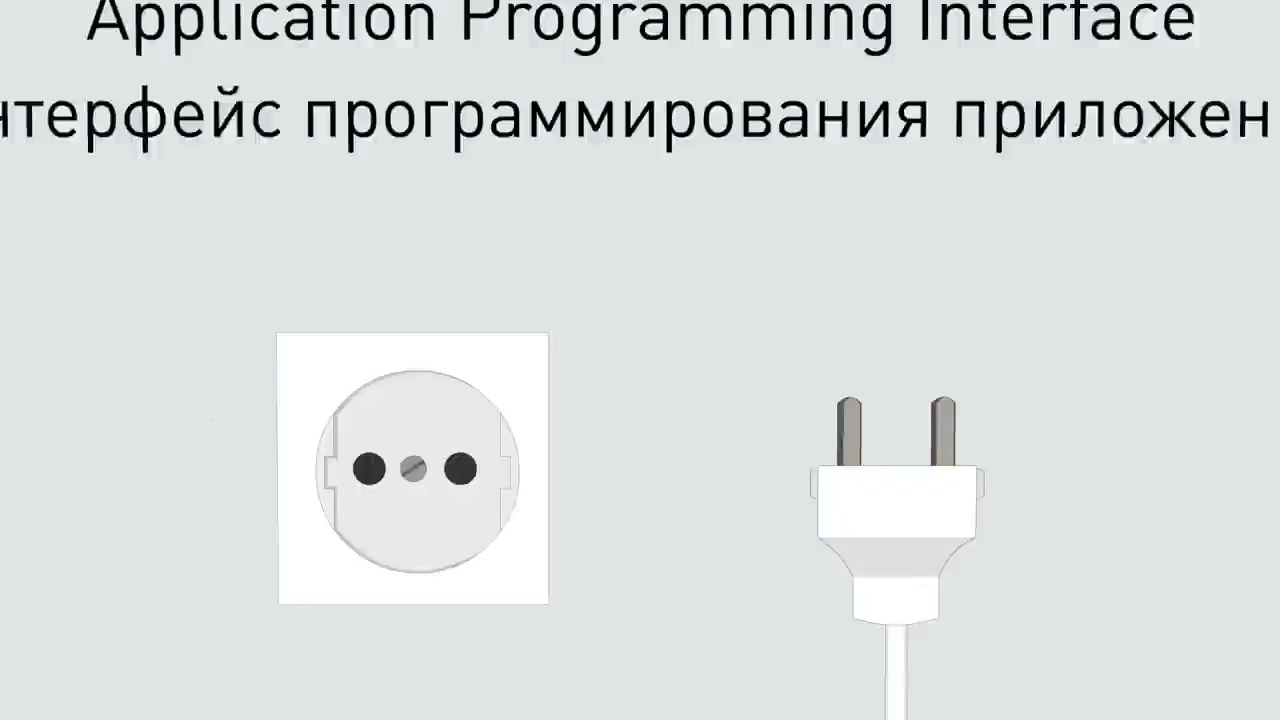 Application Programming Interface
нтерфейс программирования приложен